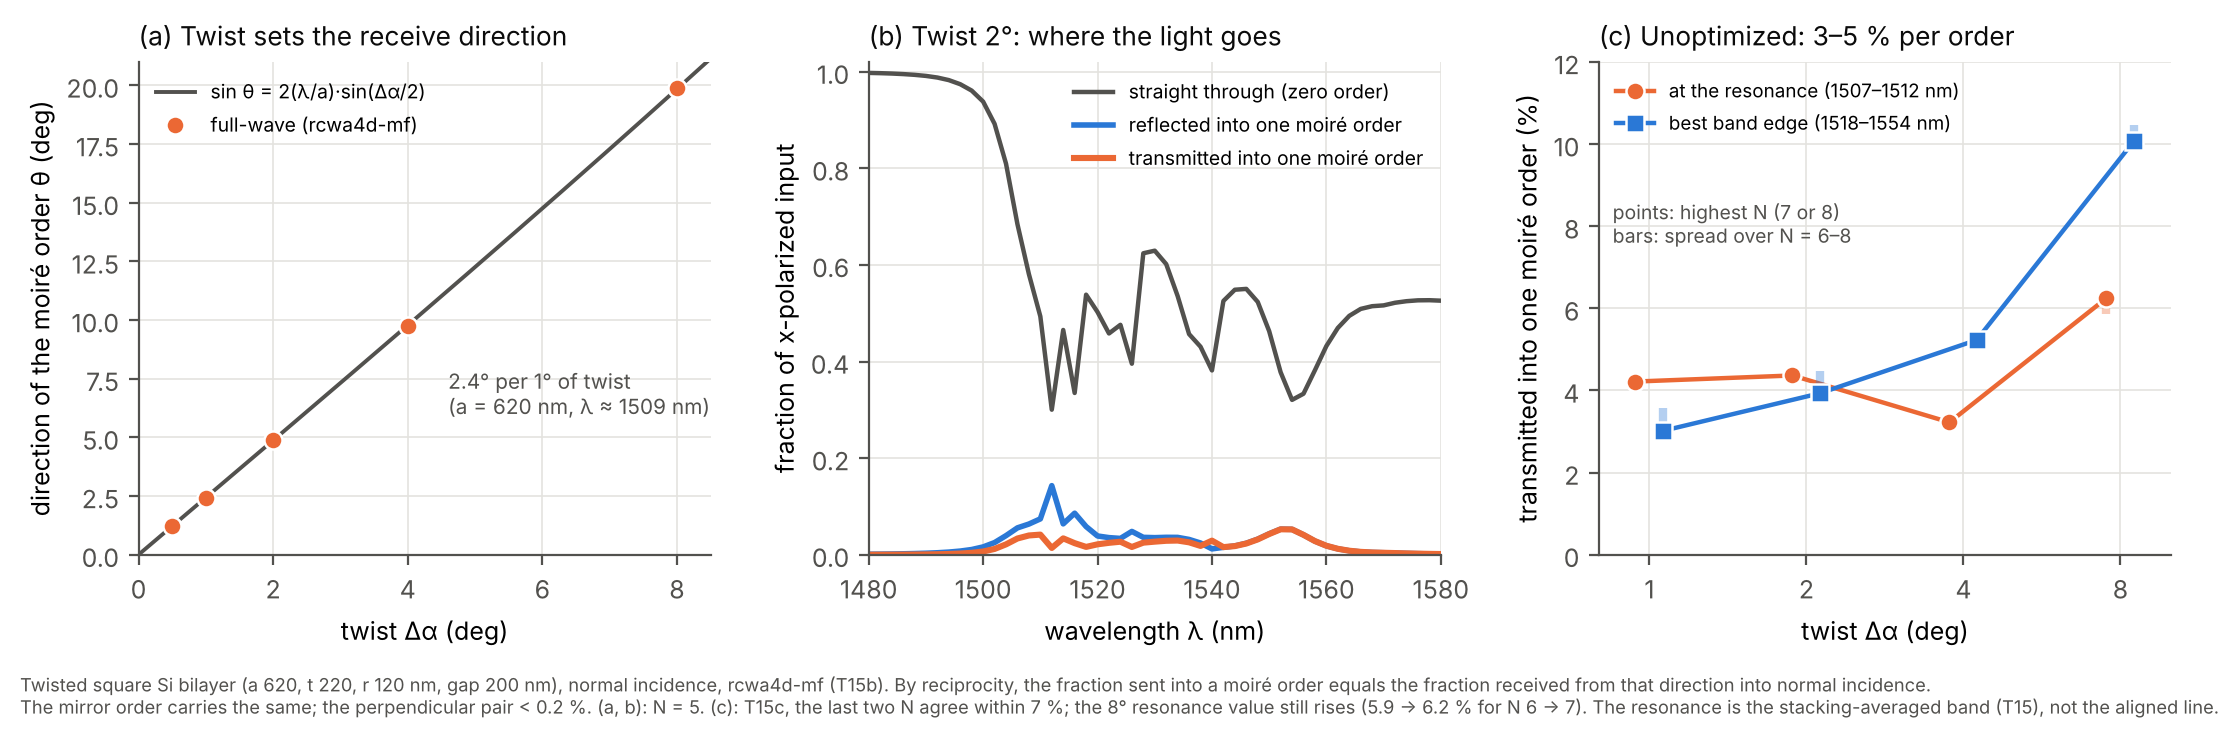 (a) Twist sets the receive direction
direction of the moiré order θ (deg)
20.0
17.5
15.0
12.5
10.0
7.5
5.0
2.5
0.0
sin θ = 2(λ/a)·sin(Δα/2)
full-wave (rcwa4d-mf)
2.4° per 1° of twist
(a = 620 nm, λ ≈ 1509 nm)
0 2 4 6 8
twist Δα (deg)
(b) Twist 2°: where the light goes
fraction of x-polarized input
1.0
0.8
0.6
0.4
0.2
0.0
straight through (zero order)
reflected into one moiré order
transmitted into one moiré order
1480 1500 1520 1540 1560 1580
wavelength λ (nm)
(c) Unoptimized: 3–5 % per order
transmitted into one moiré order (%)
12
10
8
6
4
2
0
at the resonance (1507–1512 nm)
best band edge (1518–1554 nm)
points: highest N (7 or 8)
bars: spread over N = 6–8
1 2 4 8
twist Δα (deg)
Twisted square Si bilayer (a 620, t 220, r 120 nm, gap 200 nm), normal incidence, rcwa4d-mf (T15b). By reciprocity, the fraction sent into a moiré order equals the fraction received from that direction into normal incidence.
The mirror order carries the same; the perpendicular pair < 0.2 %. (a, b): N = 5. (c): T15c, the last two N agree within 7 %; the 8° resonance value still rises (5.9 → 6.2 % for N 6 → 7). The resonance is the stacking-averaged band (T15), not the aligned line.